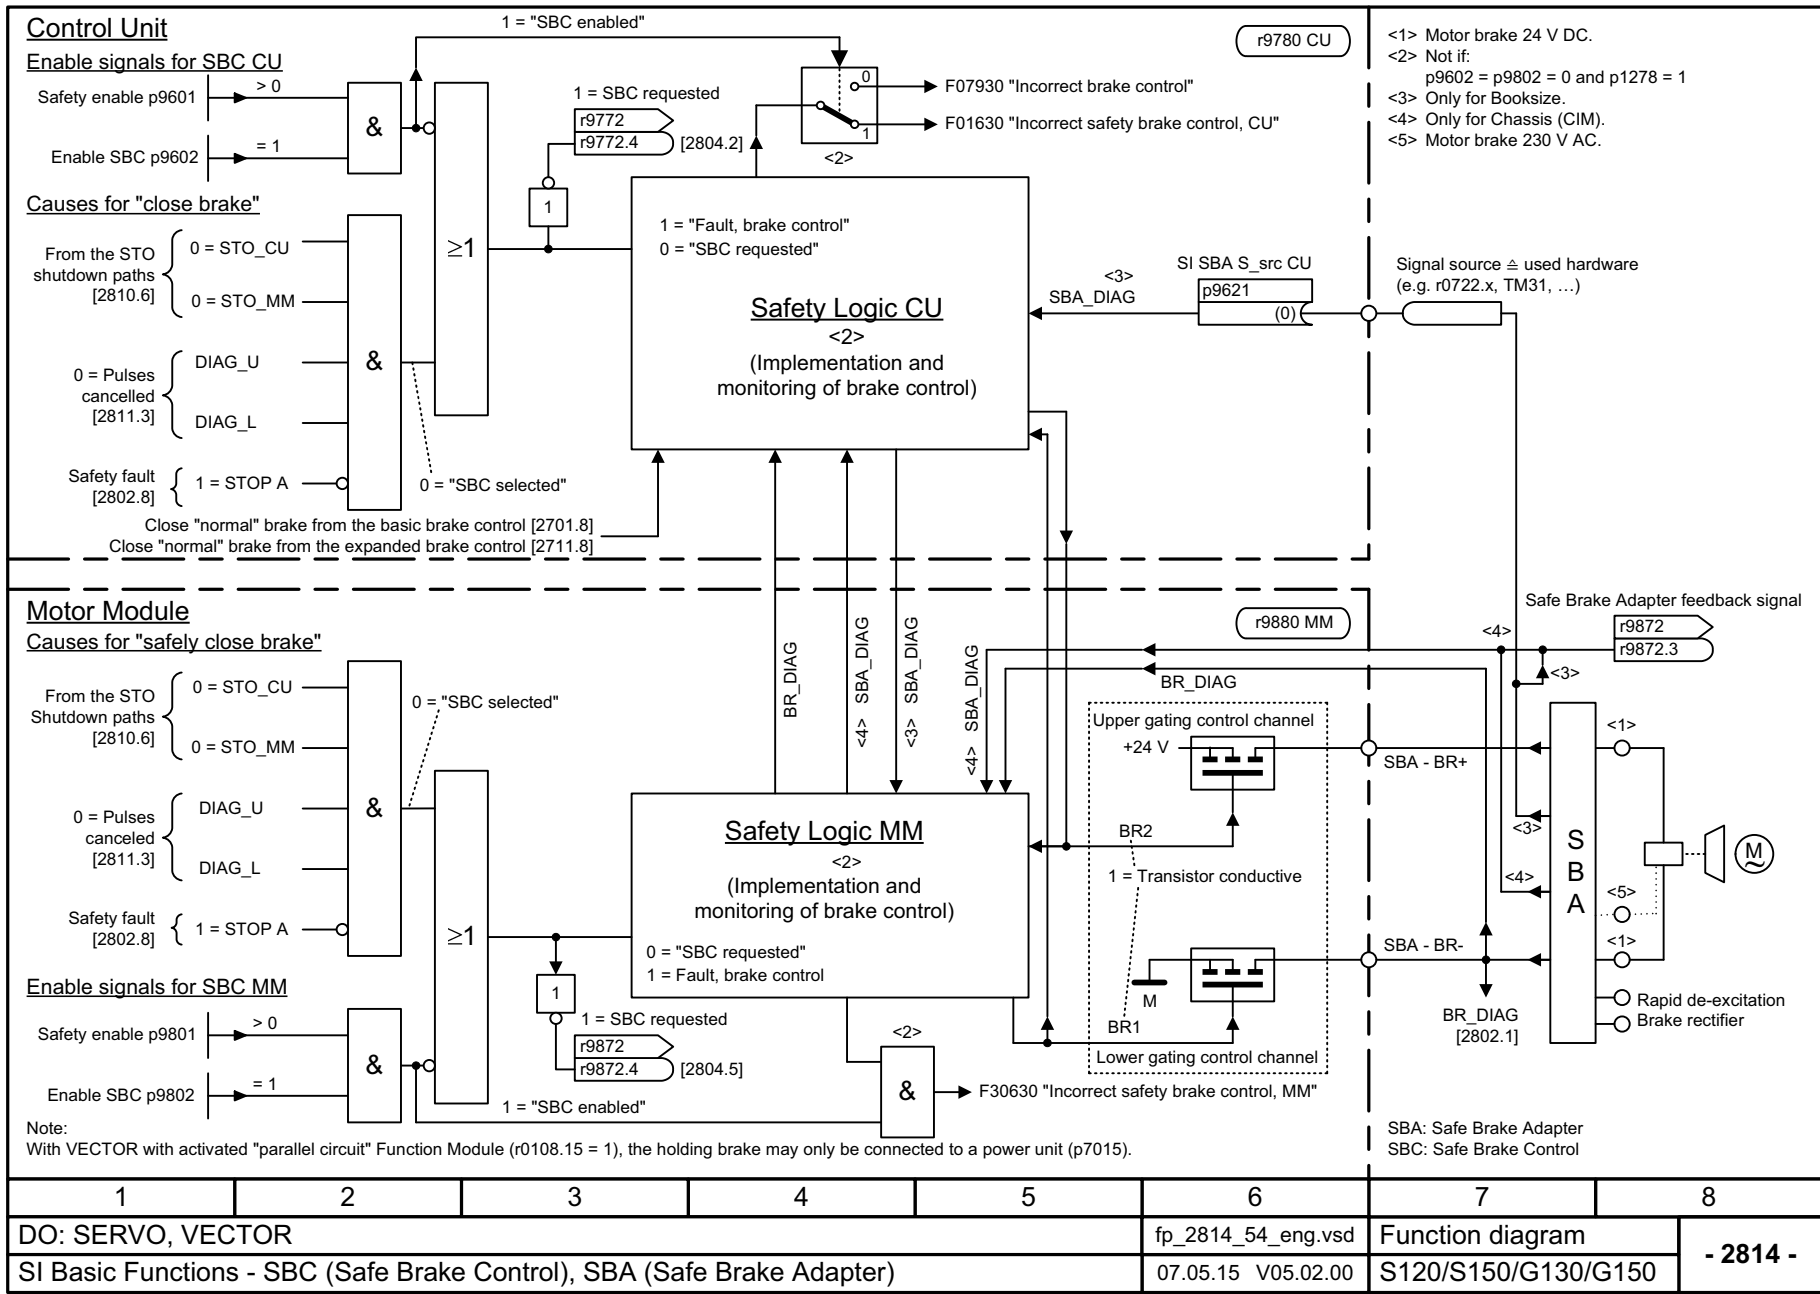 Control Unit
1 = "SBC enabled"
r9780 CU
<1> Motor brake 24 V DC.
<2> Not if:
p9602 = p9802 = 0 and p1278 = 1
<3> Only for Booksize.
<4> Only for Chassis (CIM).
<5> Motor brake 230 V AC.
Enable signals for SBC CU
Safety enable p9601
> 0
Enable SBC p9602
= 1
&
1 = SBC requested
r9772
r9772.4
[2804.2]
0
1
<2>
F07930 "Incorrect brake control"
F01630 "Incorrect safety brake control, CU"
Causes for "close brake"
From the STO
shutdown paths
[2810.6]
0 = STO_CU
0 = STO_MM
0 = Pulses
cancelled
[2811.3]
DIAG_U
DIAG_L
Safety fault
[2802.8]
1 = STOP A
&
≥1
1
0 = "SBC selected"
1 = "Fault, brake control"
0 = "SBC requested"
Safety Logic CU
<2>
(Implementation and
monitoring of brake control)
<3>
SBA_DIAG
SI SBA S_src CU
p9621
(0)
Signal source ≙ used hardware
(e.g. r0722.x, TM31, …)
Close "normal" brake from the basic brake control [2701.8]
Close "normal" brake from the expanded brake control [2711.8]
Motor Module
Causes for "safely close brake"
r9880 MM
Safe Brake Adapter feedback signal
r9872
r9872.3
<4>
<3>
BR_DIAG
<4> SBA_DIAG
<3> SBA_DIAG
<4> SBA_DIAG
BR_DIAG
From the STO
Shutdown paths
[2810.6]
0 = STO_CU
0 = STO_MM
0 = "SBC selected"
0 = Pulses
canceled
[2811.3]
DIAG_U
DIAG_L
Safety fault
[2802.8]
1 = STOP A
&
≥1
Safety Logic MM
<2>
(Implementation and
monitoring of brake control)
0 = "SBC requested"
1 = Fault, brake control
Upper gating control channel
+24 V
BR2
1 = Transistor conductive
M
BR1
Lower gating control channel
SBA - BR+
<3>
<4>
SBA - BR-
BR_DIAG
[2802.1]
S
B
A
<1>
<5>
<1>
M
~
Rapid de-excitation
Brake rectifier
Enable signals for SBC MM
Safety enable p9801
> 0
Enable SBC p9802
= 1
&
1
1 = SBC requested
r9872
r9872.4
[2804.5]
<2>
&
F30630 "Incorrect safety brake control, MM"
1 = "SBC enabled"
Note:
With VECTOR with activated "parallel circuit" Function Module (r0108.15 = 1), the holding brake may only be connected to a power unit (p7015).
SBA: Safe Brake Adapter
SBC: Safe Brake Control
1 2 3 4 5 6 7 8
DO: SERVO, VECTOR
fp_2814_54_eng.vsd
Function diagram
- 2814 -
SI Basic Functions - SBC (Safe Brake Control), SBA (Safe Brake Adapter)
07.05.15 V05.02.00
S120/S150/G130/G150